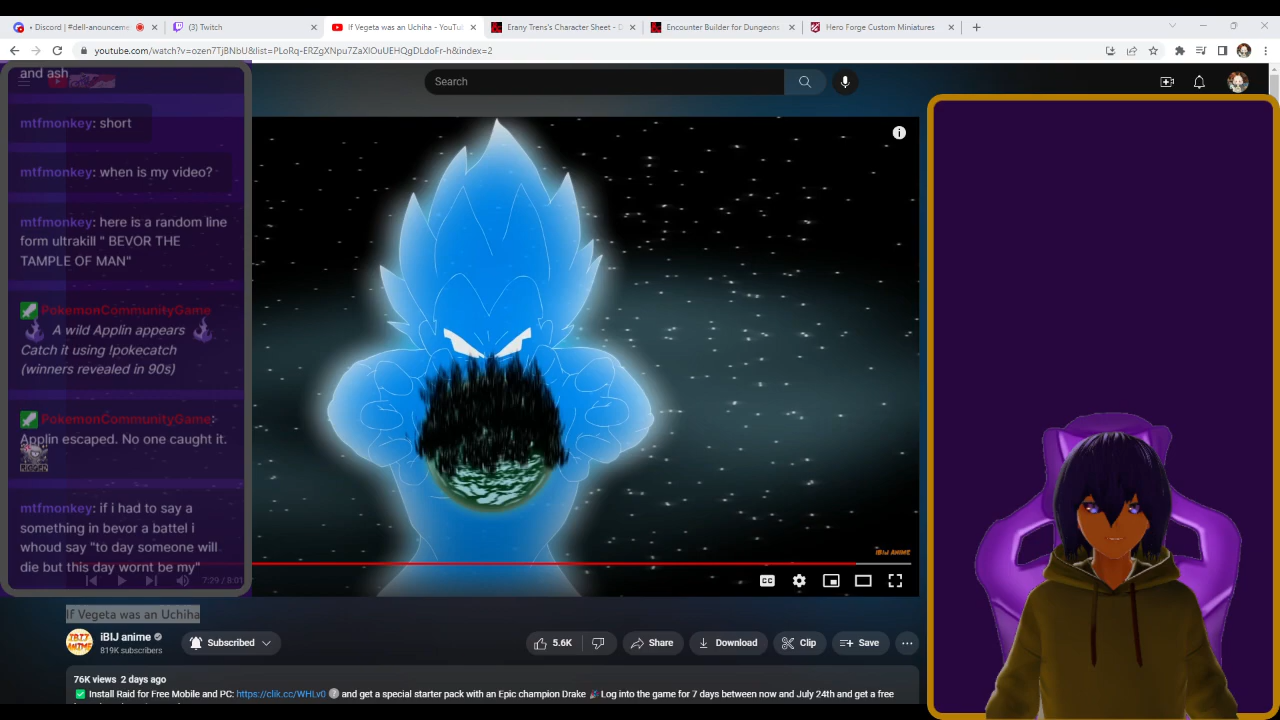 • Discord | #dell-anounceme
(3) Twitch
If Vegeta was an Uchiha - YouTu
Erany Trens's Character Sheet - D
Encounter Builder for Dungeons
Hero Forge Custom Miniatures
youtube.com/watch?v=ozen7TjBNbU&list=PLoRq-ERZgXNpu7ZaXlOuUEHQgDLdoFr-h&index=2
Search
and ash
mtfmonkey: short
mtfmonkey: when is my video?
mtfmonkey: here is a random line
form ultrakill " BEVOR THE
TAMPLE OF MAN"
PokemonCommunityGame
A wild Applin appears
Catch it using !pokecatch
(winners revealed in 90s)
PokemonCommunityGame:
Applin escaped. No one caught it.
mtfmonkey: if i had to say a
something in bevor a battel i
whoud say "to day someone will
die but this day wornt be my"
7:29 / 8:01
iBIJ ANIME
CC
If Vegeta was an Uchiha
IBIJ
ANIME
iBIJ anime
819K subscribers
Subscribed
5.6K
Share
Download
Clip
Save
76K views 2 days ago
✅ Install Raid for Free Mobile and PC: https://clik.cc/WHLv0 and get a special starter pack with an Epic champion Drake 🎉Log into the game for 7 days between now and July 24th and get a free